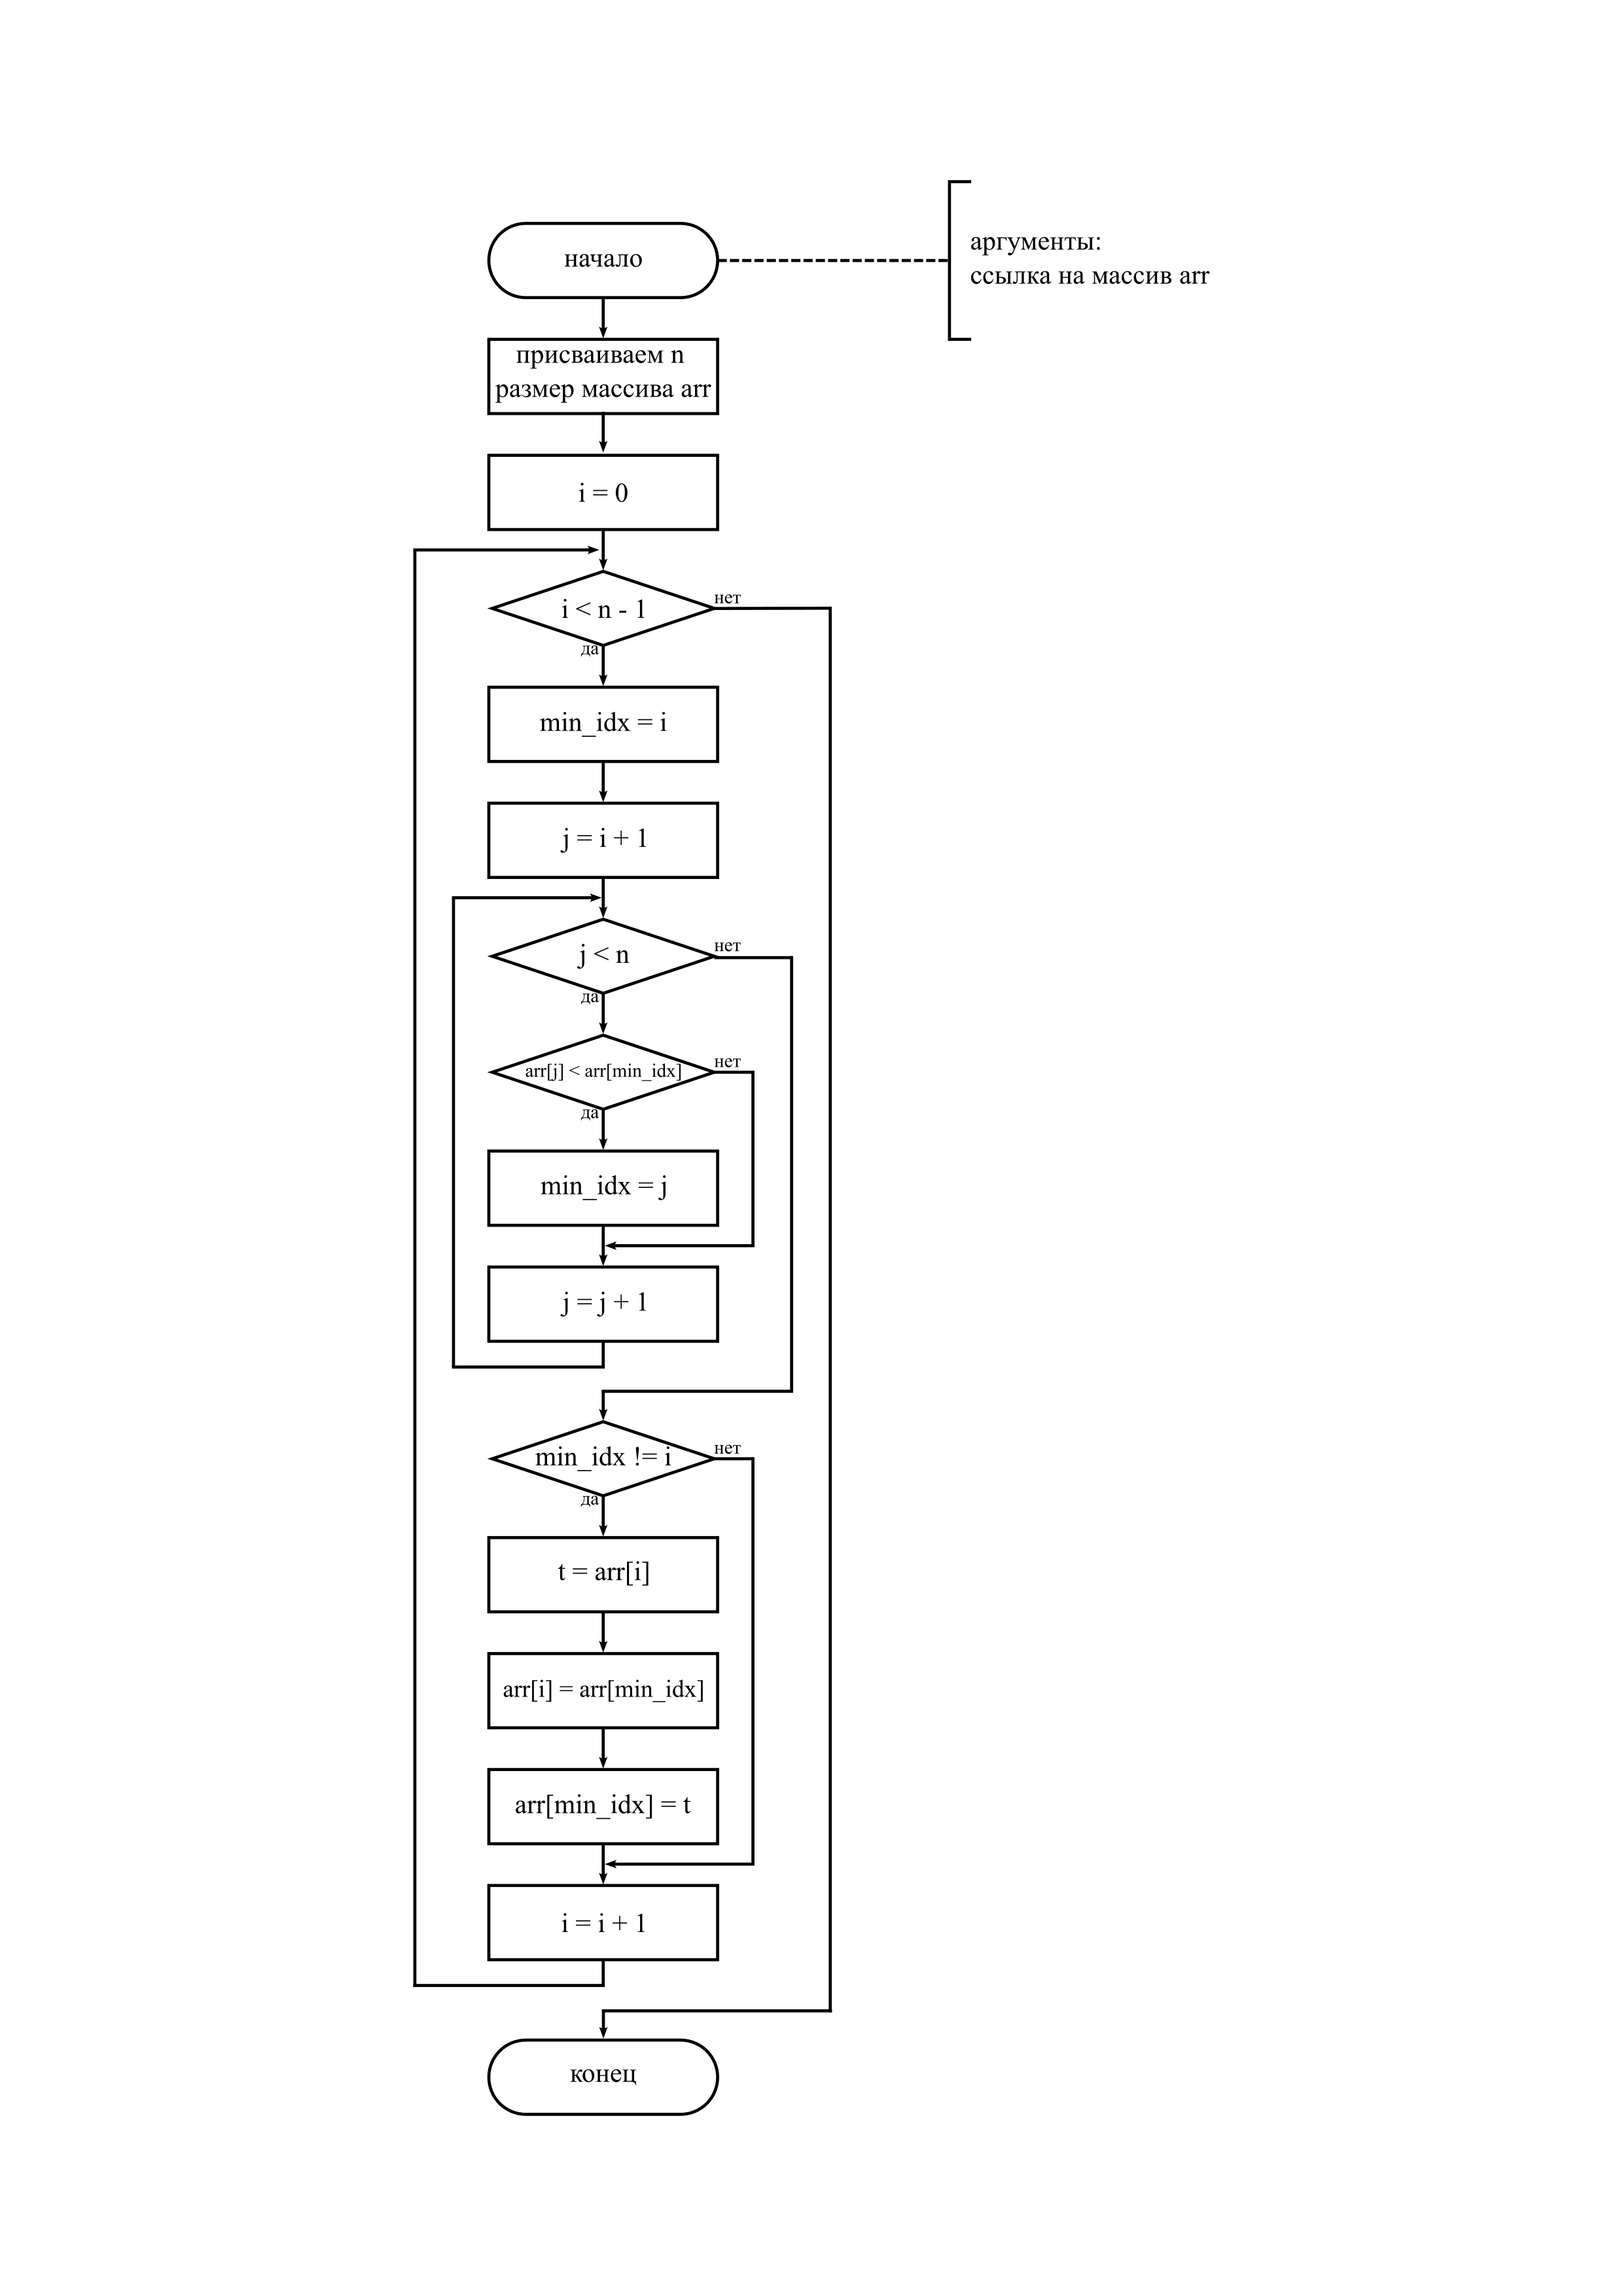 начало
аргументы:
ссылка на массив arr
присваиваем n
размер массива arr
i = 0
i < n - 1
нет
да
min_idx = i
j = i + 1
j < n
нет
да
arr[j] < arr[min_idx]
нет
да
min_idx = j
j = j + 1
min_idx != i
нет
да
t = arr[i]
arr[i] = arr[min_idx]
arr[min_idx] = t
i = i + 1
конец